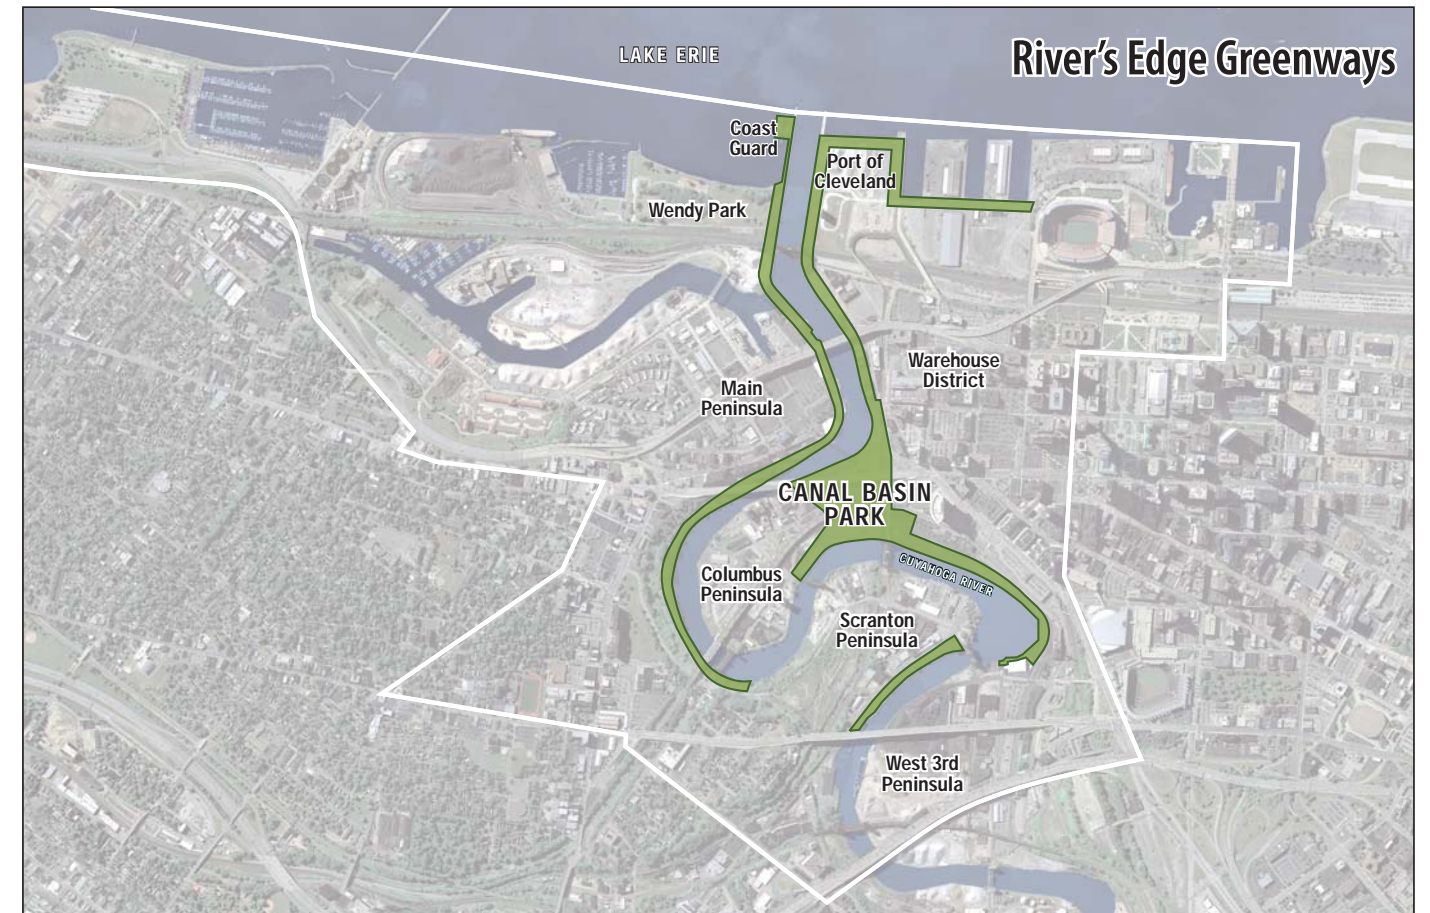 LAKE ERIE
River's Edge Greenways
Coast
Guard
Port of
Cleveland
Wendy Park
Warehouse
District
Main
Peninsula
CANAL BASIN
PARK
CUYAHOGA RIVER
Columbus
Peninsula
Scranton
Peninsula
West 3rd
Peninsula